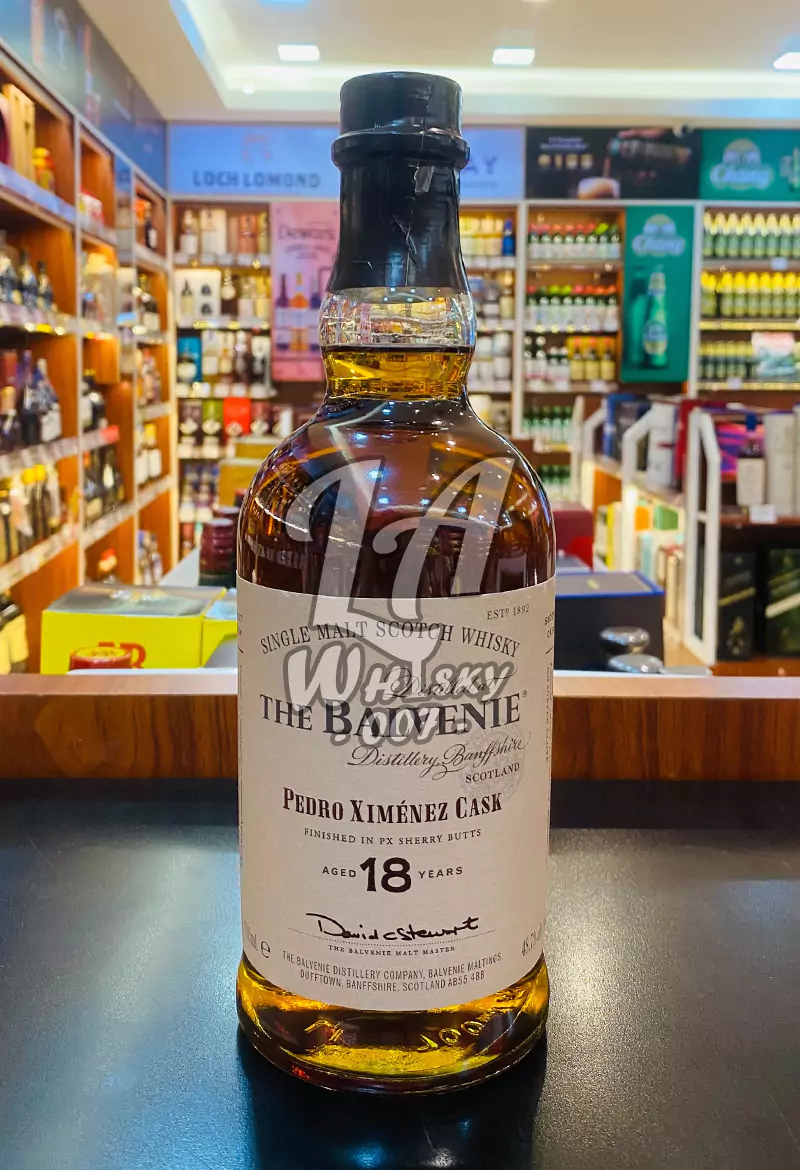 LOCH LOMOND
Dewar's
Chang
Chang
LA
WHISKY
ESTD 1892
SINGLE MALT SCOTCH WHISKY
Distilled at
THE BALVENIE®
Distillery, Banffshire
SCOTLAND
PEDRO XIMÉNEZ CASK
FINISHED IN PX SHERRY BUTTS
AGED 18 YEARS
David C Stewart
THE BALVENIE MALT MASTER
THE BALVENIE DISTILLERY COMPANY, BALVENIE MALTINGS,
DUFFTOWN, BANFFSHIRE, SCOTLAND AB55 4BB